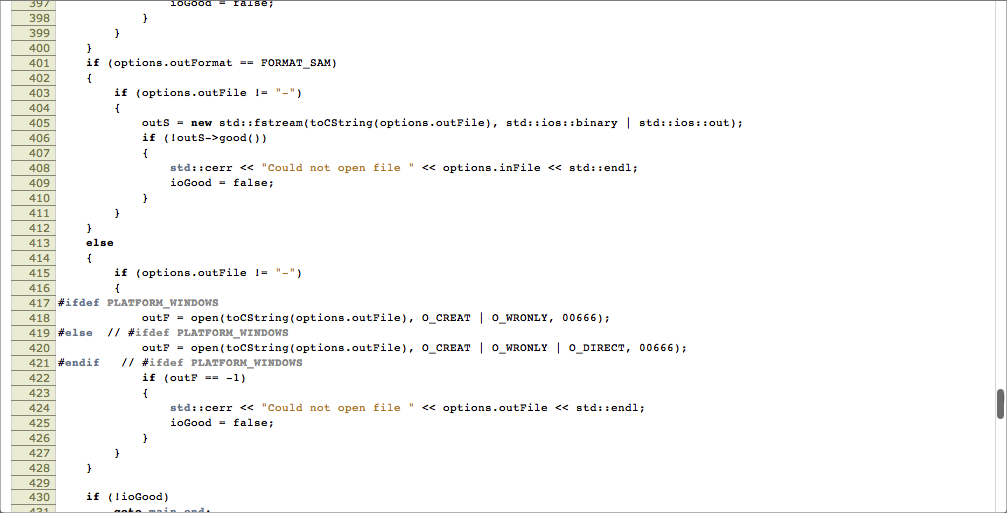 397 ioGood = false;
398 }
399 }
400 }
401 if (options.outFormat == FORMAT_SAM)
402 {
403 if (options.outFile != "-")
404 {
405 outS = new std::fstream(toCString(options.outFile), std::ios::binary | std::ios::out);
406 if (!outS->good())
407 {
408 std::cerr << "Could not open file " << options.inFile << std::endl;
409 ioGood = false;
410 }
411 }
412 }
413 else
414 {
415 if (options.outFile != "-")
416 {
417 #ifdef PLATFORM_WINDOWS
418 outF = open(toCString(options.outFile), O_CREAT | O_WRONLY, 00666);
419 #else // #ifdef PLATFORM_WINDOWS
420 outF = open(toCString(options.outFile), O_CREAT | O_WRONLY | O_DIRECT, 00666);
421 #endif // #ifdef PLATFORM_WINDOWS
422 if (outF == -1)
423 {
424 std::cerr << "Could not open file " << options.outFile << std::endl;
425 ioGood = false;
426 }
427 }
428 }
429
430 if (!ioGood)
431 goto main_end;